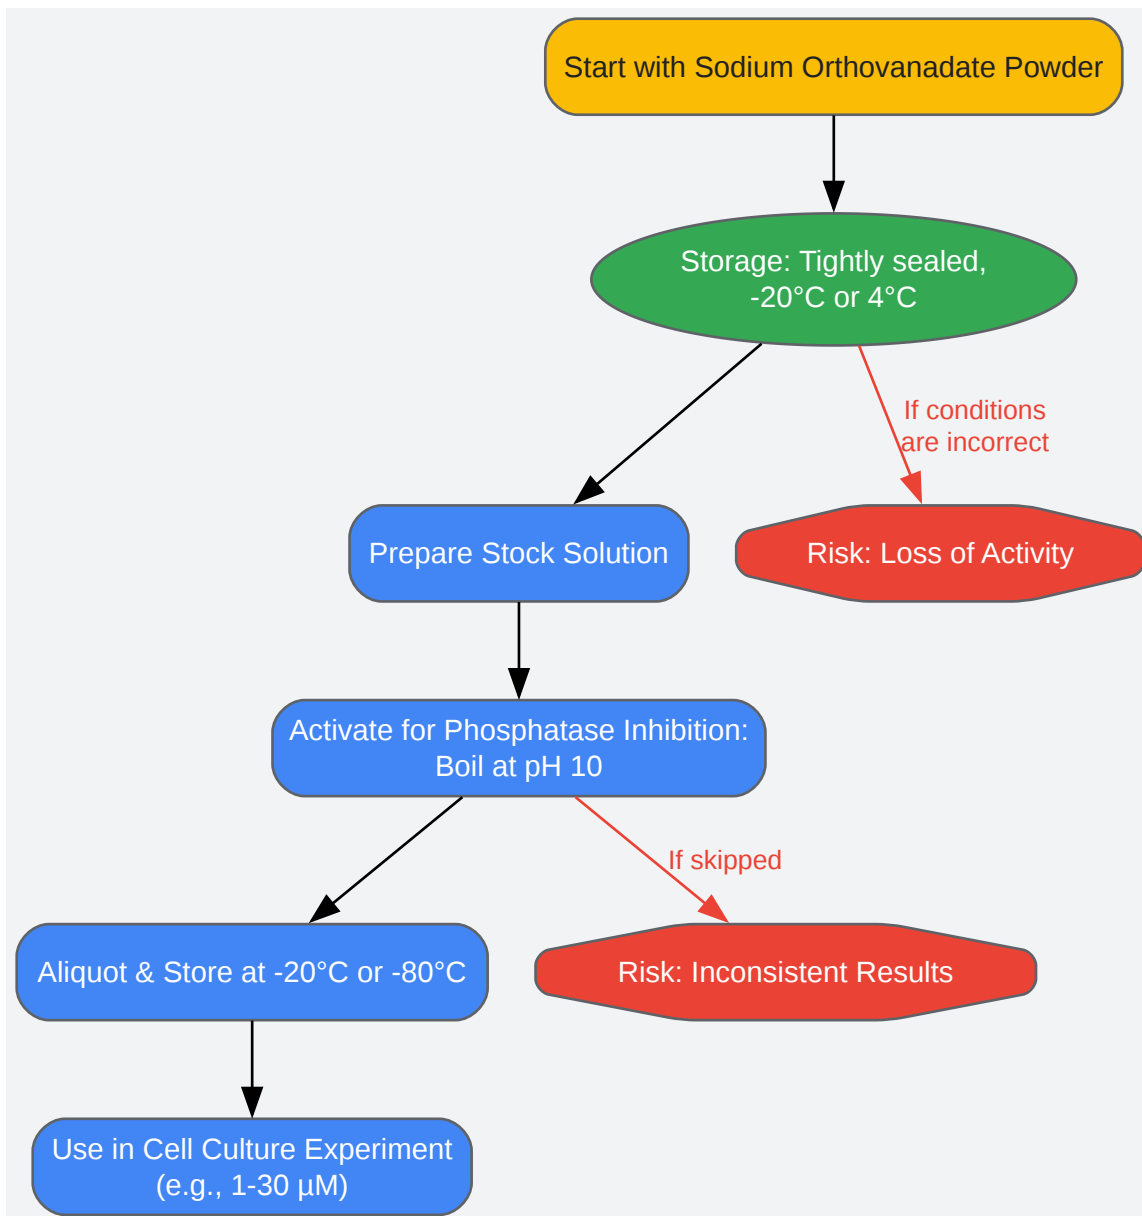 Start with Sodium Orthovanadate Powder
Storage: Tightly sealed,
-20°C or 4°C
If conditions
are incorrect
Prepare Stock Solution
Risk: Loss of Activity
Activate for Phosphatase Inhibition:
Boil at pH 10
If skipped
Aliquot & Store at -20°C or -80°C
Risk: Inconsistent Results
Use in Cell Culture Experiment
(e.g., 1-30 µM)